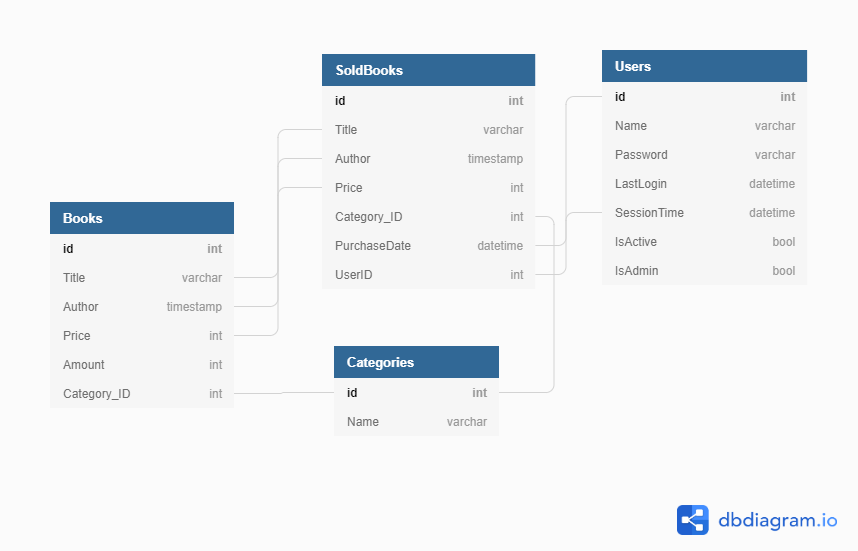 SoldBooks
id int
Title varchar
Author timestamp
Price int
Category_ID int
PurchaseDate datetime
UserID int
Users
id int
Name varchar
Password varchar
LastLogin datetime
SessionTime datetime
IsActive bool
IsAdmin bool
Books
id int
Title varchar
Author timestamp
Price int
Amount int
Category_ID int
Categories
id int
Name varchar
dbdiagram.io